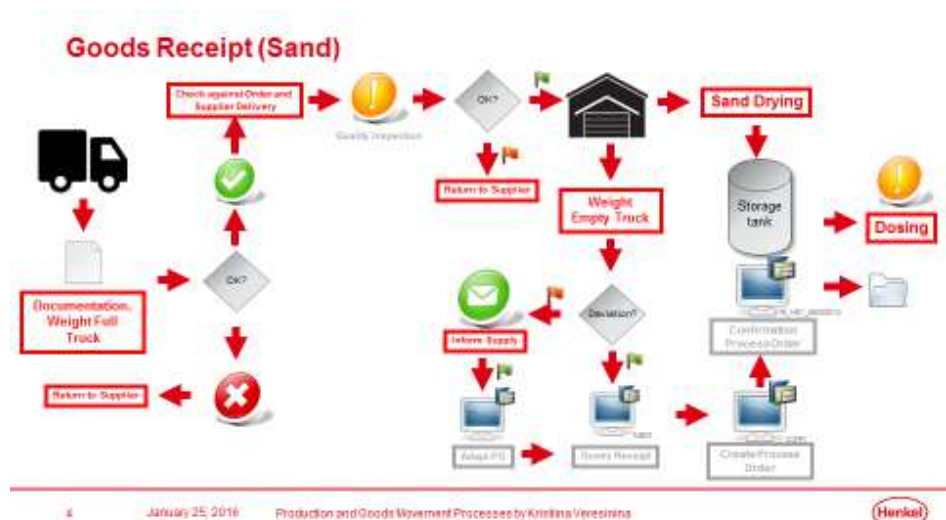 Goods Receipt (Sand)
Check against Order and
Supplier Delivery
Quality Inspection
OK?
Sand Drying
Return to Supplier
Weight
Empty Truck
Storage
tank
Dosing
OK?
Documentation.
Weight Full
Truck
Deviation?
Confirmation
Process Order
Inform Supply
Return to Supplier
Adapt PO
Goods Receipt
Create Process
Order
4
January 25, 2016
Production and Goods Movement Processes by Kristiina Veresinina
Henkel